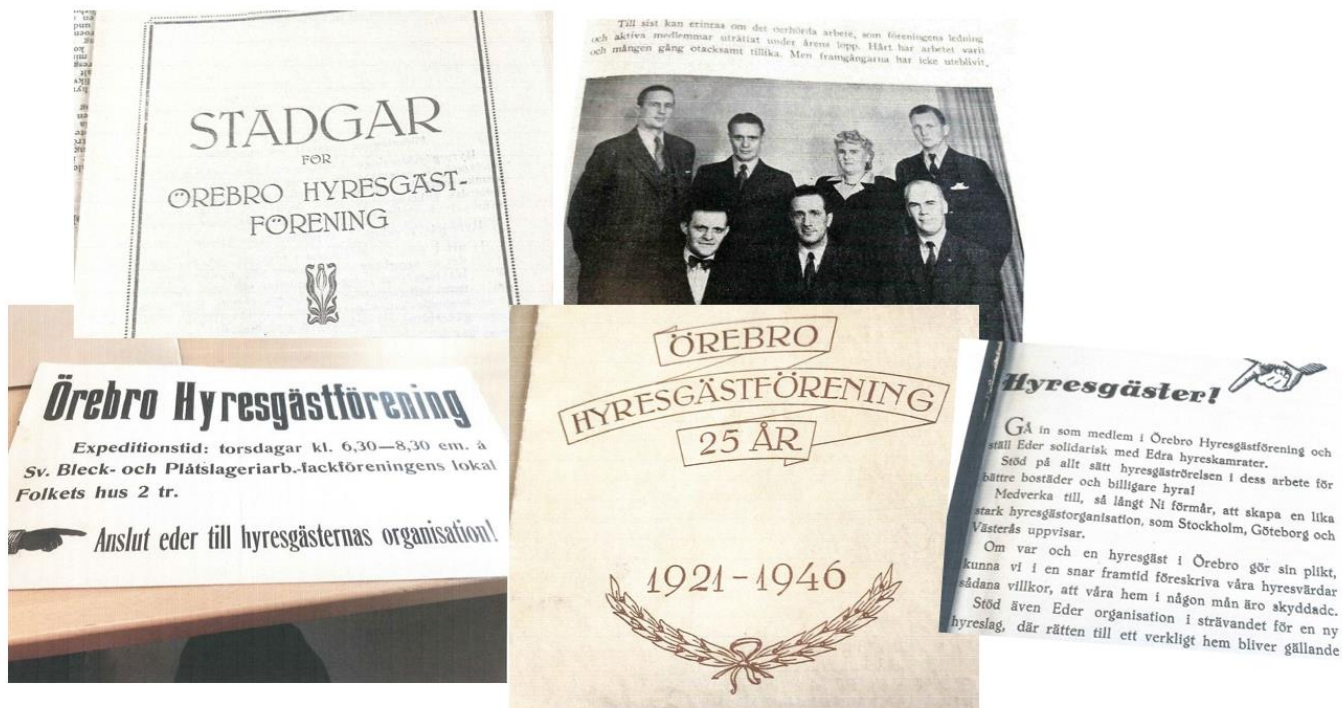 STADGAR
FÖR
ÖREBRO HYRESGÄST-
FÖRENING
Till sist kan erinras om det oerhörda arbete, som föreningens ledning
och aktiva medlemmar uträttat under årens lopp. Hårt har arbetet varit
och mången gång otacksamt tillika. Men framgångarna har icke uteblivit.
Örebro Hyresgästförening
Expeditionstid: torsdagar kl. 6,30—8,30 em. å
Sv. Bleck- och Plåtslageriarb.-fackföreningens lokal
Folkets hus 2 tr.
Anslut eder till hyresgästernas organisation!
ÖREBRO
HYRESGÄSTFÖRENING
25 ÅR
1921-1946
Hyresgäster!
GÅ in som medlem i Örebro Hyresgästförening och
ställ Eder solidarisk med Edra hyreskamrater.
Stöd på allt sätt hyresgäströrelsen i dess arbete för
bättre bostäder och billigare hyra!
Medverka till, så långt Ni förmår, att skapa en lika
stark hyresgästorganisation, som Stockholm, Göteborg och
Västerås uppvisar.
Om var och en hyresgäst i Örebro gör sin plikt,
kunna vi i en snar framtid föreskriva våra hyresvärdar
sådana villkor, att våra hem i någon mån äro skyddade.
Stöd även Eder organisation i strävandet för en ny
hyreslag, där rätten till ett verkligt hem bliver gällande